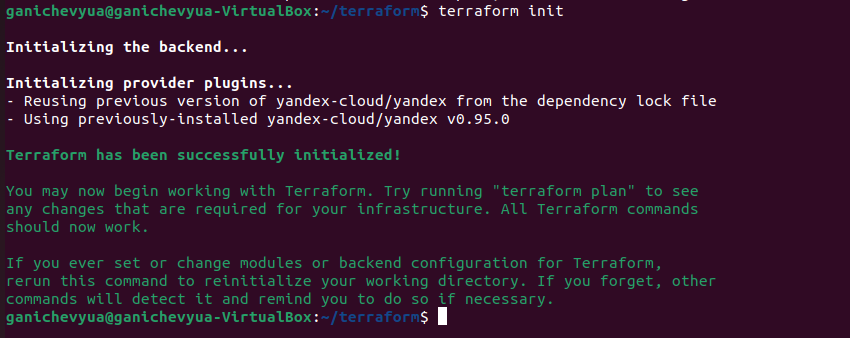 ganichevyua@ganichevyua-VirtualBox:~/terraform$ terraform init
Initializing the backend...
Initializing provider plugins...
- Reusing previous version of yandex-cloud/yandex from the dependency lock file
- Using previously-installed yandex-cloud/yandex v0.95.0
Terraform has been successfully initialized!
You may now begin working with Terraform. Try running "terraform plan" to see
any changes that are required for your infrastructure. All Terraform commands
should now work.
If you ever set or change modules or backend configuration for Terraform,
rerun this command to reinitialize your working directory. If you forget, other
commands will detect it and remind you to do so if necessary.
ganichevyua@ganichevyua-VirtualBox:~/terraform$